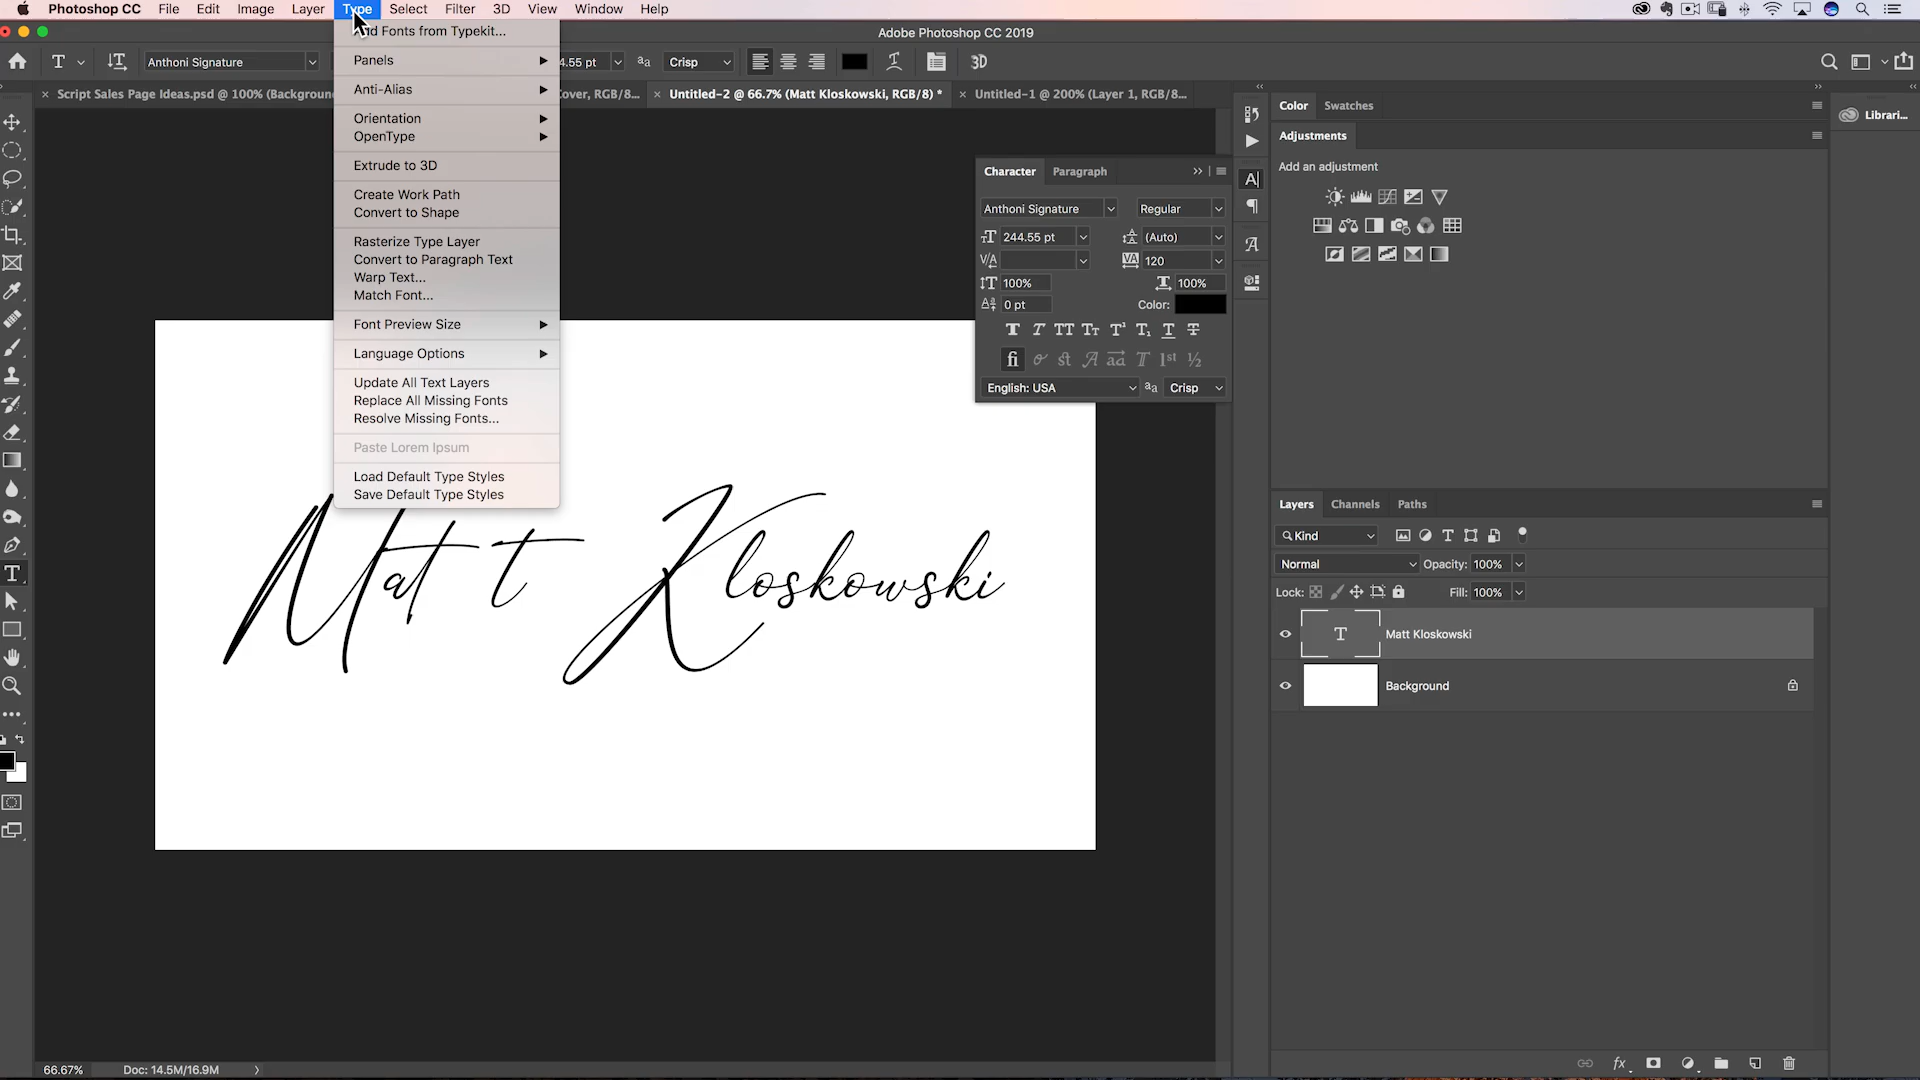 Photoshop CC File Edit Image Layer Type Select Filter 3D View Window Help
Adobe Photoshop CC 2019
Fonts from Typekit...
Anthoni Signature
4.55 pt
Crisp
3D
Script Sales Page Ideas.psd @ 100% (Backgroun
over, RGB/8...
Untitled-2 @ 66.7% (Matt Kloskowski, RGB/8) *
Untitled-1 @ 200% (Layer 1, RGB/8...
Panels
Anti-Alias
Orientation
OpenType
Extrude to 3D
Create Work Path
Convert to Shape
Rasterize Type Layer
Convert to Paragraph Text
Warp Text...
Match Font...
Font Preview Size
Language Options
Update All Text Layers
Replace All Missing Fonts
Resolve Missing Fonts...
Paste Lorem Ipsum
Load Default Type Styles
Save Default Type Styles
Mat t Kloskowski
Character Paragraph
Anthoni Signature Regular
244.55 pt (Auto)
120
100% 100%
0 pt Color:
English: USA Crisp
Color Swatches
Librari...
Adjustments
Add an adjustment
Layers Channels Paths
Kind
Normal Opacity: 100%
Lock: Fill: 100%
Matt Kloskowski
Background
66.67% Doc: 14.5M/16.9M